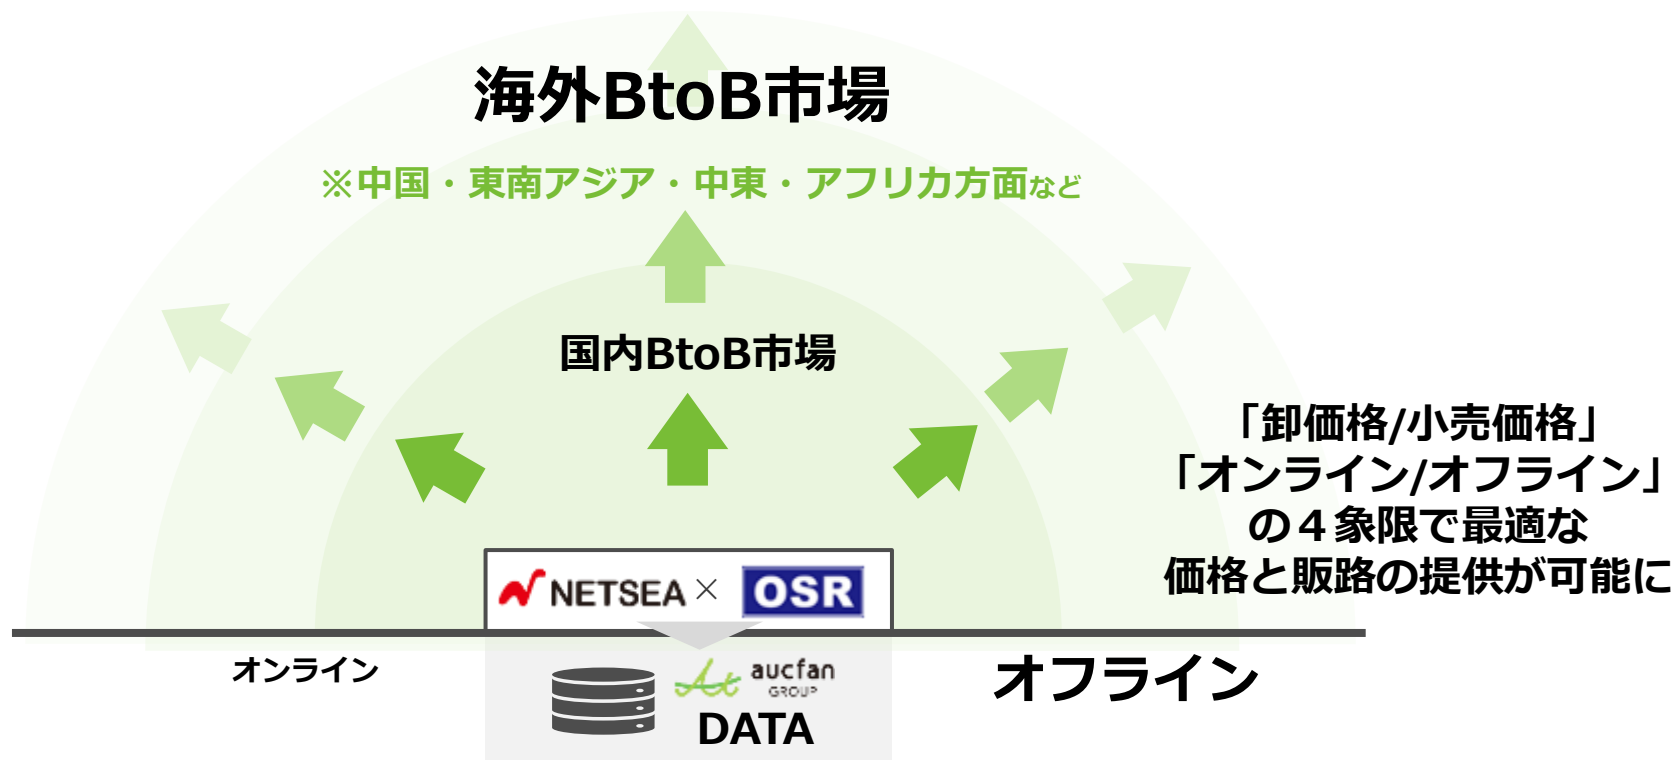 海外BtoB市場
※中国・東南アジア・中東・アフリカ方面など
国内BtoB市場
「卸価格/小売価格」
「オンライン/オフライン」
の４象限で最適な
価格と販路の提供が可能に
NETSEA × OSR
オンライン
オフライン
aucfan
GROUP
DATA